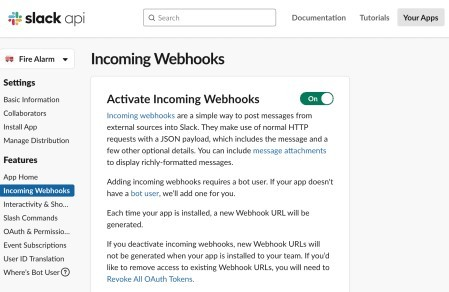 slack api
Search
Documentation
Tutorials
Your Apps
Fire Alarm
Settings
Basic Information
Collaborators
Install App
Manage Distribution
Features
App Home
Incoming Webhooks
Interactivity & Sho...
Slash Commands
OAuth & Permissio...
Event Subscriptions
User ID Translation
Where's Bot User ?
Incoming Webhooks
Activate Incoming Webhooks
On
Incoming webhooks are a simple way to post messages from
external sources into Slack. They make use of normal HTTP
requests with a JSON payload, which includes the message and a
few other optional details. You can include message attachments
to display richly-formatted messages.
Adding incoming webhooks requires a bot user. If your app doesn't
have a bot user, we'll add one for you.
Each time your app is installed, a new Webhook URL will be
generated.
If you deactivate incoming webhooks, new Webhook URLs will
not be generated when your app is installed to your team. If you'd
like to remove access to existing Webhook URLs, you will need to
Revoke All OAuth Tokens.